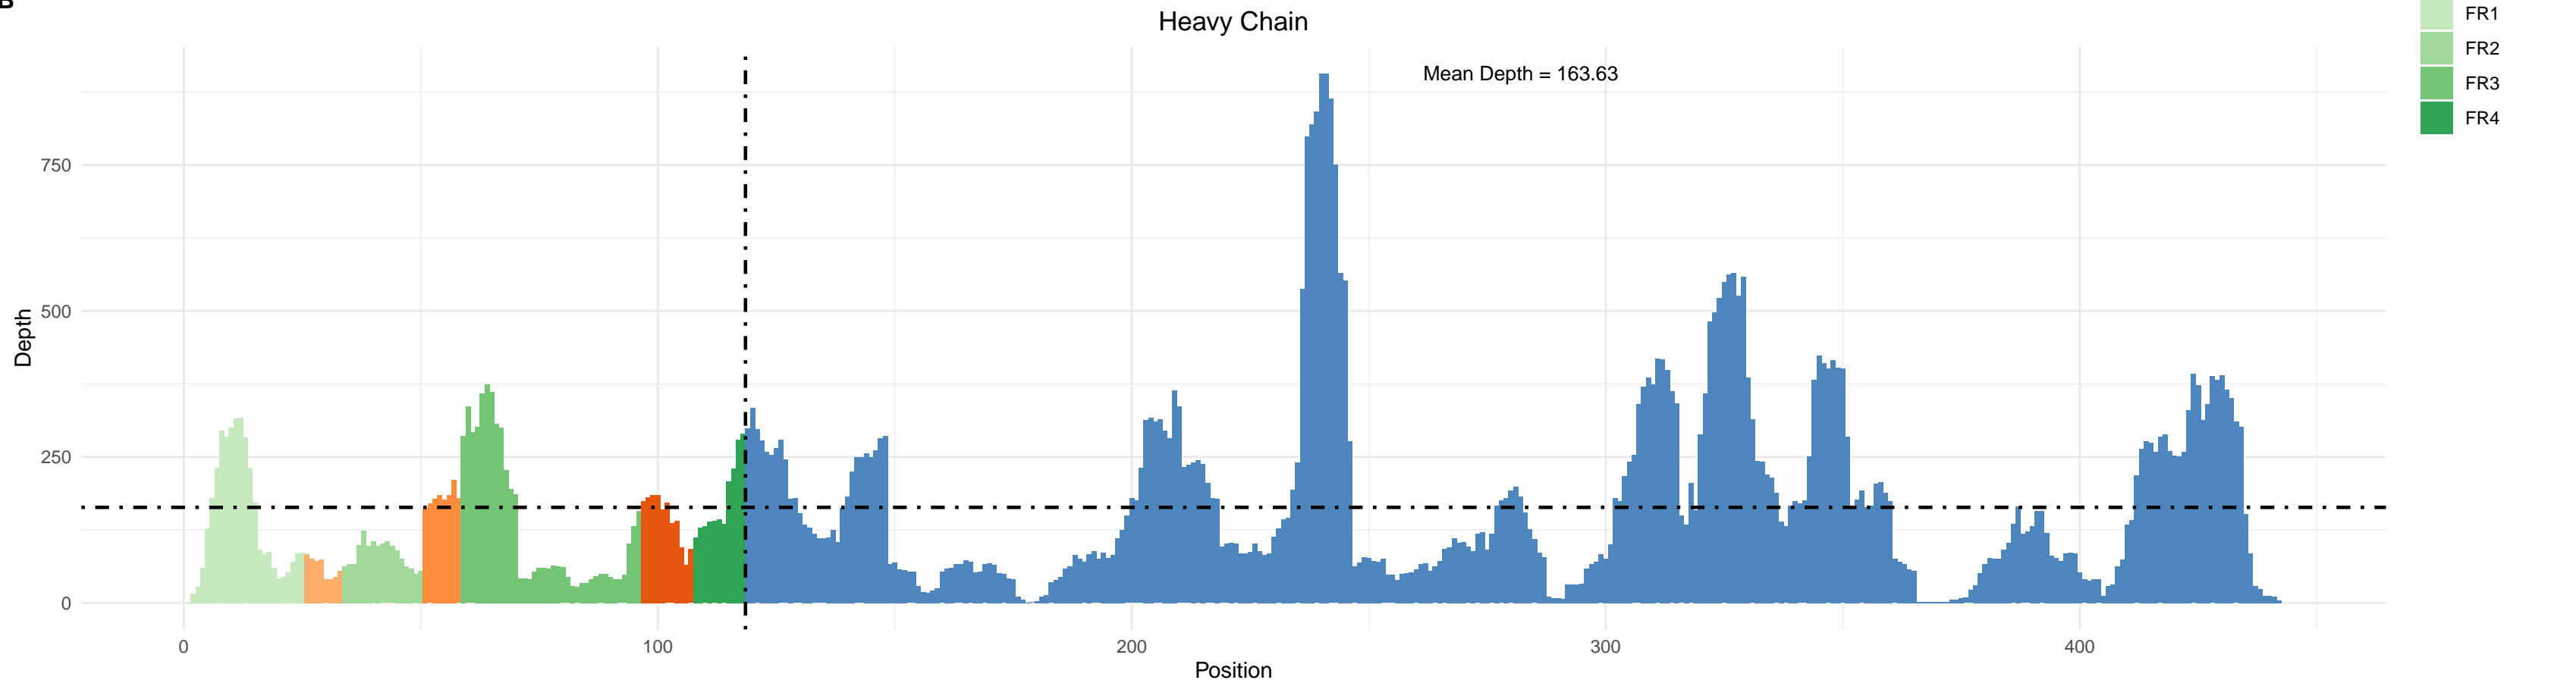 B
Heavy Chain
Mean Depth = 163.63
FR1
FR2
FR3
FR4
Depth
750
500
250
0
0 100 200 300 400
Position